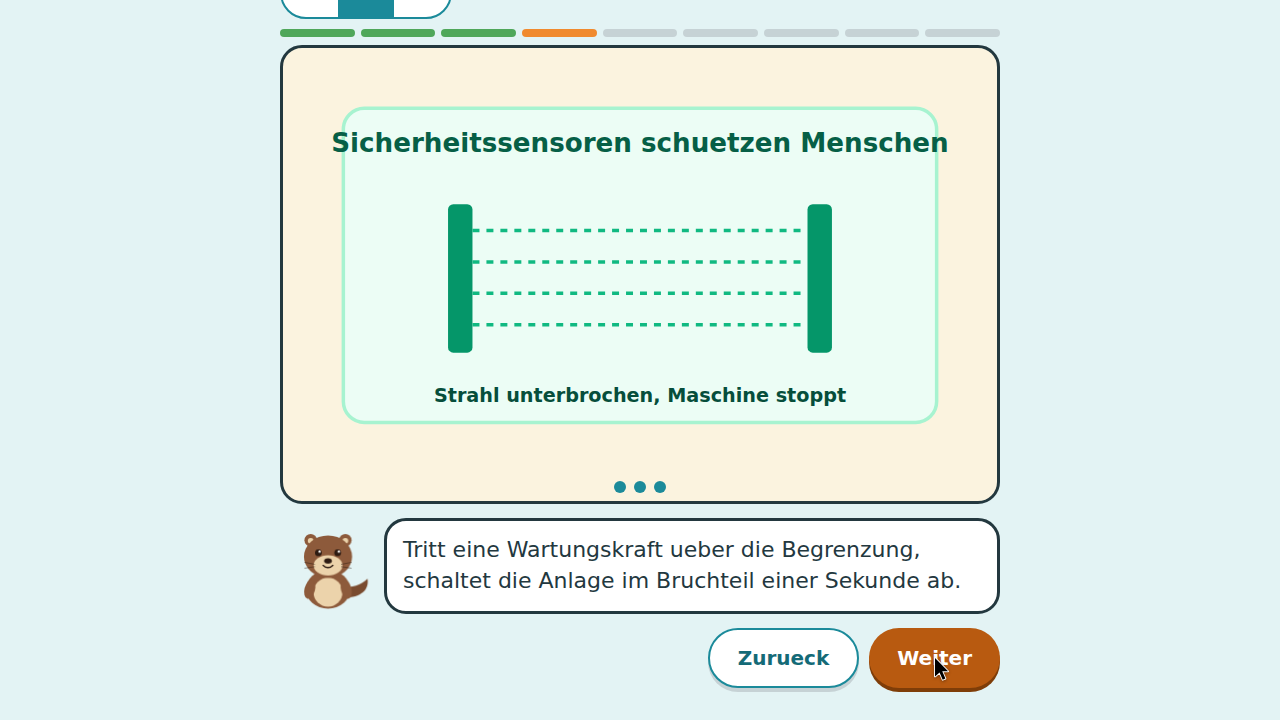 Sicherheitssensoren schuetzen Menschen
Strahl unterbrochen, Maschine stoppt
Tritt eine Wartungskraft ueber die Begrenzung,
schaltet die Anlage im Bruchteil einer Sekunde ab.
Zurueck
Weiter